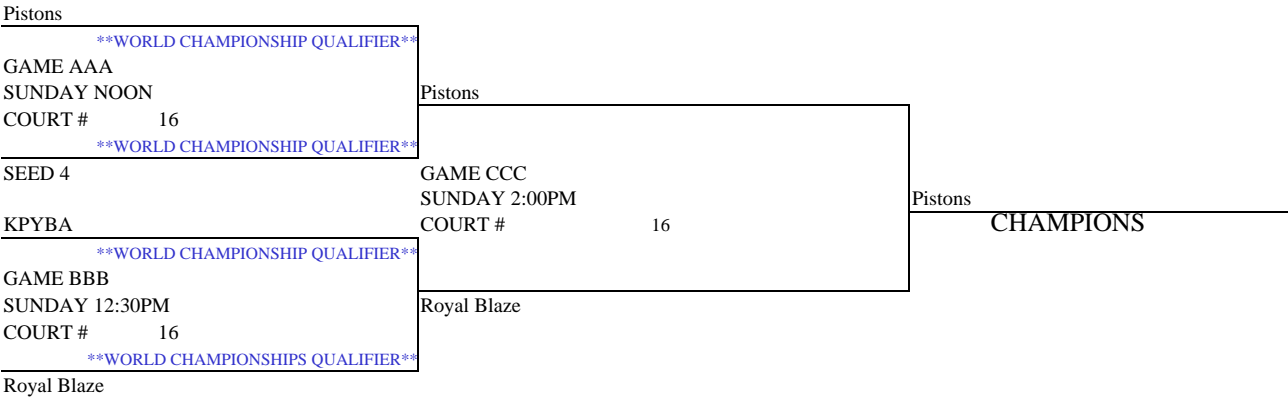 Pistons
**WORLD CHAMPIONSHIP QUALIFIER**
GAME AAA
SUNDAY NOON
Pistons
COURT # 16
**WORLD CHAMPIONSHIP QUALIFIER**
SEED 4
GAME CCC
SUNDAY 2:00PM
Pistons
KPYBA
COURT # 16
CHAMPIONS
**WORLD CHAMPIONSHIP QUALIFIER**
GAME BBB
SUNDAY 12:30PM
Royal Blaze
COURT # 16
**WORLD CHAMPIONSHIPS QUALIFIER**
Royal Blaze